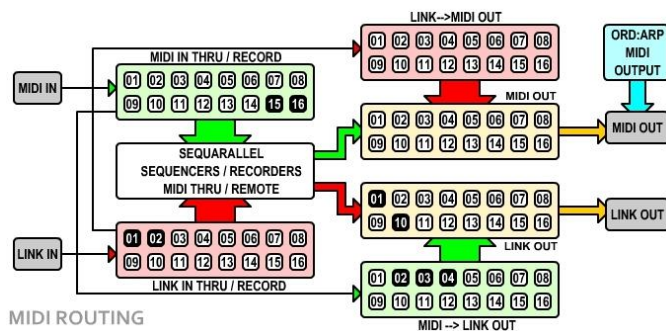 LINK-->MIDI OUT
01 02 03 04 05 06 07 08
09 10 11 12 13 14 15 16
ORD:ARP
MIDI
OUTPUT
MIDI IN THRU / RECORD
01 02 03 04 05 06 07 08
09 10 11 12 13 14 15 16
MIDI IN
MIDI OUT
01 02 03 04 05 06 07 08
09 10 11 12 13 14 15 16
MIDI OUT
SEQUARALLEL
SEQUENCERS / RECORDERS
MIDI THRU / REMOTE
01 02 03 04 05 06 07 08
09 10 11 12 13 14 15 16
LINK OUT
LINK OUT
01 02 03 04 05 06 07 08
09 10 11 12 13 14 15 16
LINK IN
LINK IN THRU / RECORD
01 02 03 04 05 06 07 08
09 10 11 12 13 14 15 16
MIDI --> LINK OUT
MIDI ROUTING